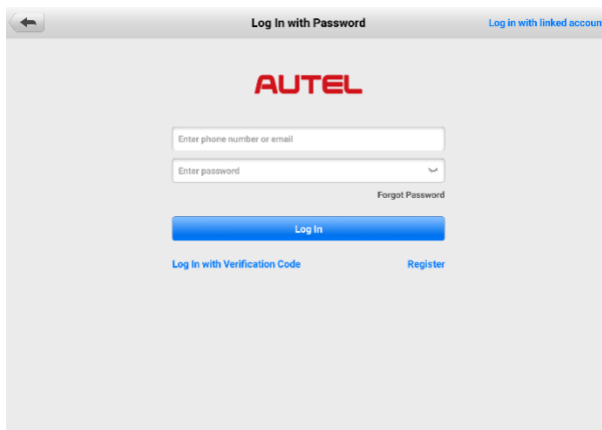 Log In with Password
Log in with linked accoun
AUTEL
Enter phone number or email
Enter password
Forgot Password
Log In
Log In with Verification Code
Register